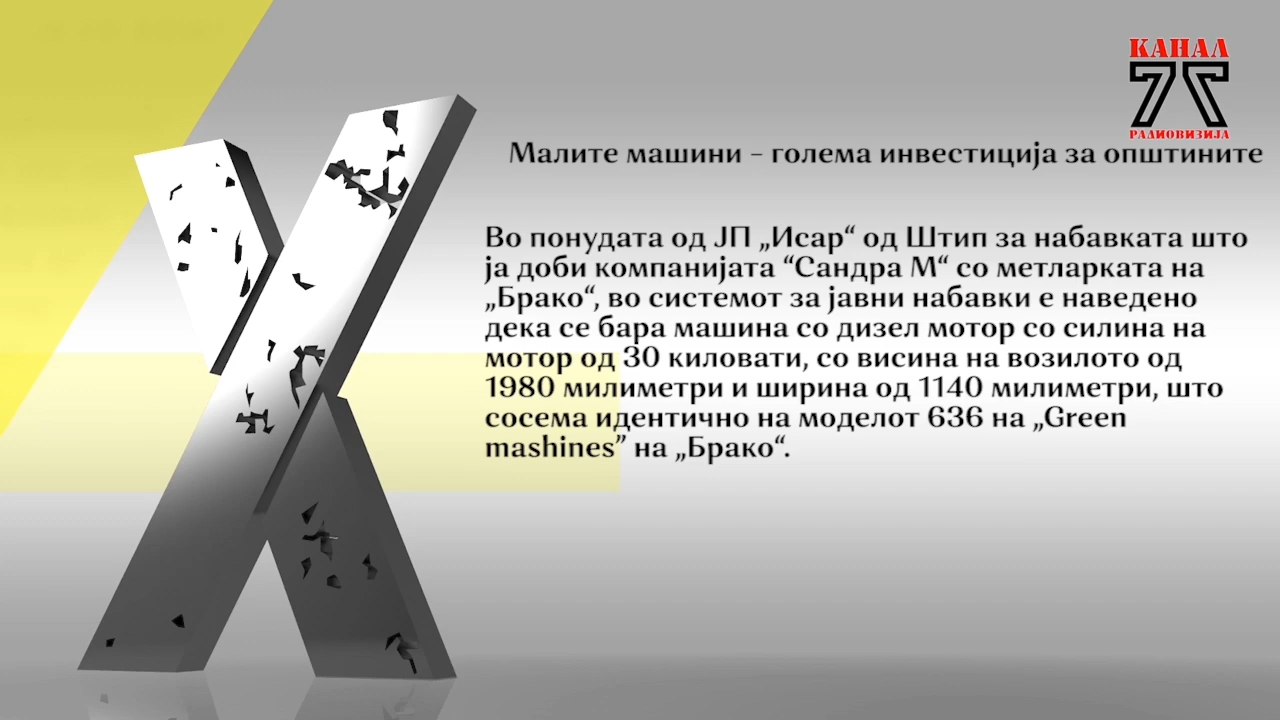 КАНАЛ
77
РАДИОВИЗИЈА
Малите машини – голема инвестиција за општините
Во понудата од ЈП „Исар“ од Штип за набавката што
ја доби компанијата “Сандра М“ со метларката на
„Брако“, во системот за јавни набавки е наведено
дека се бара машина со дизел мотор со силина на
мотор од 30 киловати, со висина на возилото од
1980 милиметри и ширина од 1140 милиметри, што
сосема идентично на моделот 636 на „Green
mashines” на „Брако“.